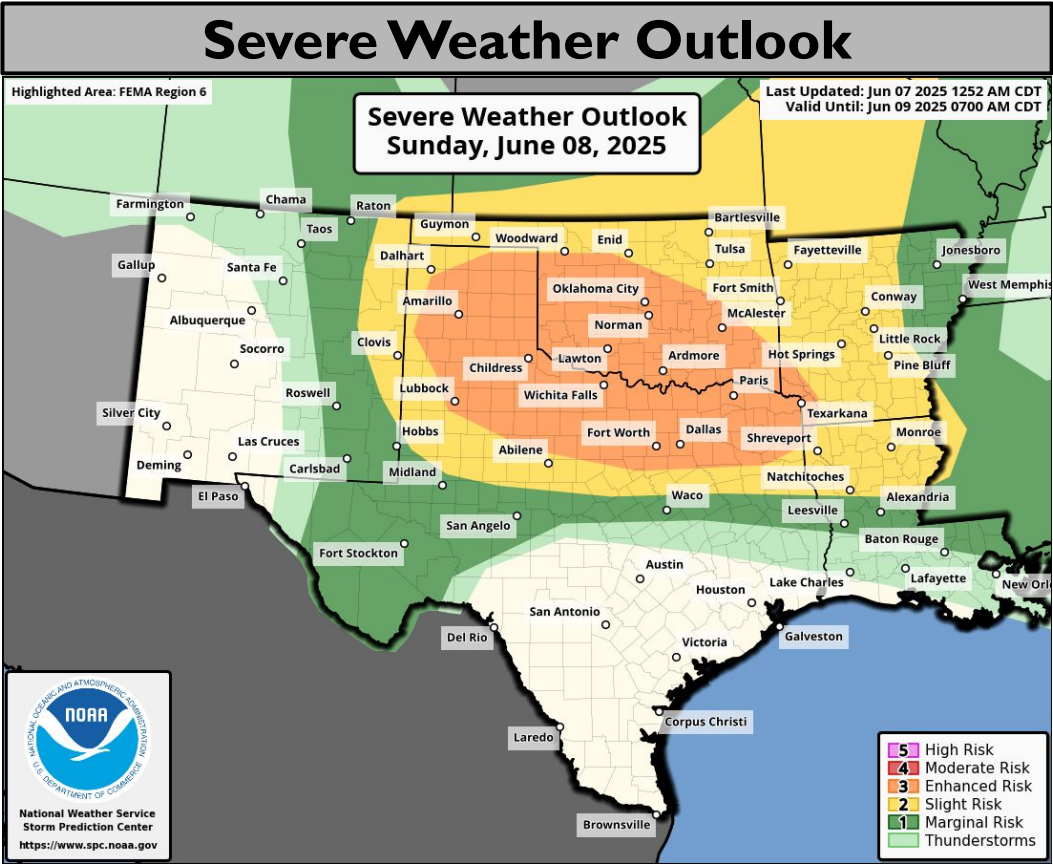 Severe Weather Outlook
Highlighted Area: FEMA Region 6
Last Updated: Jun 07 2025 1252 AM CDT
Valid Until: Jun 09 2025 0700 AM CDT
Severe Weather Outlook
Sunday, June 08, 2025
Farmington
Chama
Raton
Taos
Guymon
Bartlesville
Woodward
Enid
Tulsa
Fayetteville
Jonesboro
Gallup
Santa Fe
Dalhart
Oklahoma City
Fort Smith
West Memphis
Amarillo
Conway
Albuquerque
Norman
McAlester
Socorro
Clovis
Little Rock
Childress
Lawton
Ardmore
Hot Springs
Pine Bluff
Roswell
Lubbock
Wichita Falls
Paris
Silver City
Texarkana
Las Cruces
Hobbs
Fort Worth
Dallas
Shreveport
Monroe
Deming
Carlsbad
Midland
Abilene
Natchitoches
El Paso
Waco
Leesville
Alexandria
San Angelo
Baton Rouge
Fort Stockton
Austin
Houston
Lake Charles
Lafayette
New Orl
San Antonio
Del Rio
Victoria
Galveston
Laredo
Corpus Christi
Brownsville
NATIONAL OCEANIC AND ATMOSPHERIC ADMINISTRATION
NOAA
U.S. DEPARTMENT OF COMMERCE
National Weather Service
Storm Prediction Center
https://www.spc.noaa.gov
5 High Risk
4 Moderate Risk
3 Enhanced Risk
2 Slight Risk
1 Marginal Risk
Thunderstorms